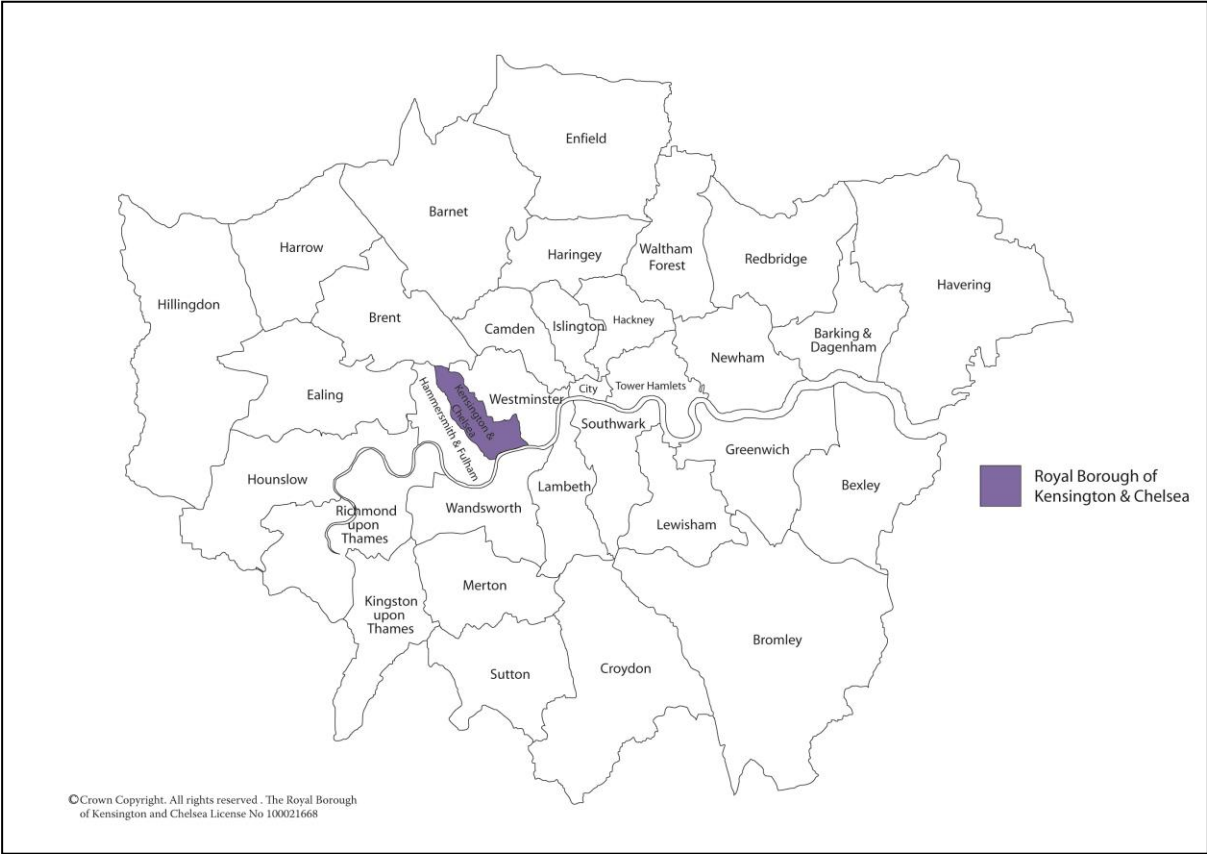 Enfield
Barnet
Haringey
Waltham
Forest
Redbridge
Harrow
Havering
Hillingdon
Brent
Camden
Islington
Hackney
Newham
Barking &
Dagenham
Ealing
Hammersmith & Fulham
Kensington &
Chelsea
Westminster
City
Tower Hamlets
Southwark
Greenwich
Hounslow
Bexley
Royal Borough of
Kensington & Chelsea
Richmond
upon
Thames
Wandsworth
Lambeth
Lewisham
Merton
Kingston
upon
Thames
Bromley
Sutton
Croydon
©Crown Copyright. All rights reserved . The Royal Borough
of Kensington and Chelsea License No 100021668